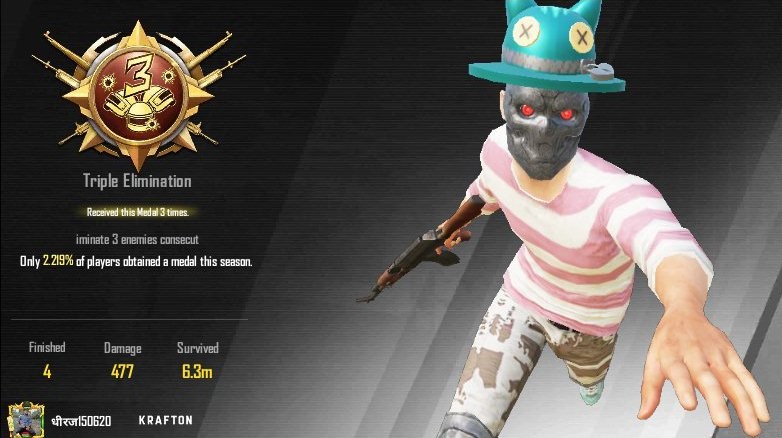 3
Triple Elimination
Received this Medal 3 times.
iminate 3 enemies consecut
Only 2.219% of players obtained a medal this season.
Finished Damage Survived
4 477 6.3m
धीरज150620 KRAFTON